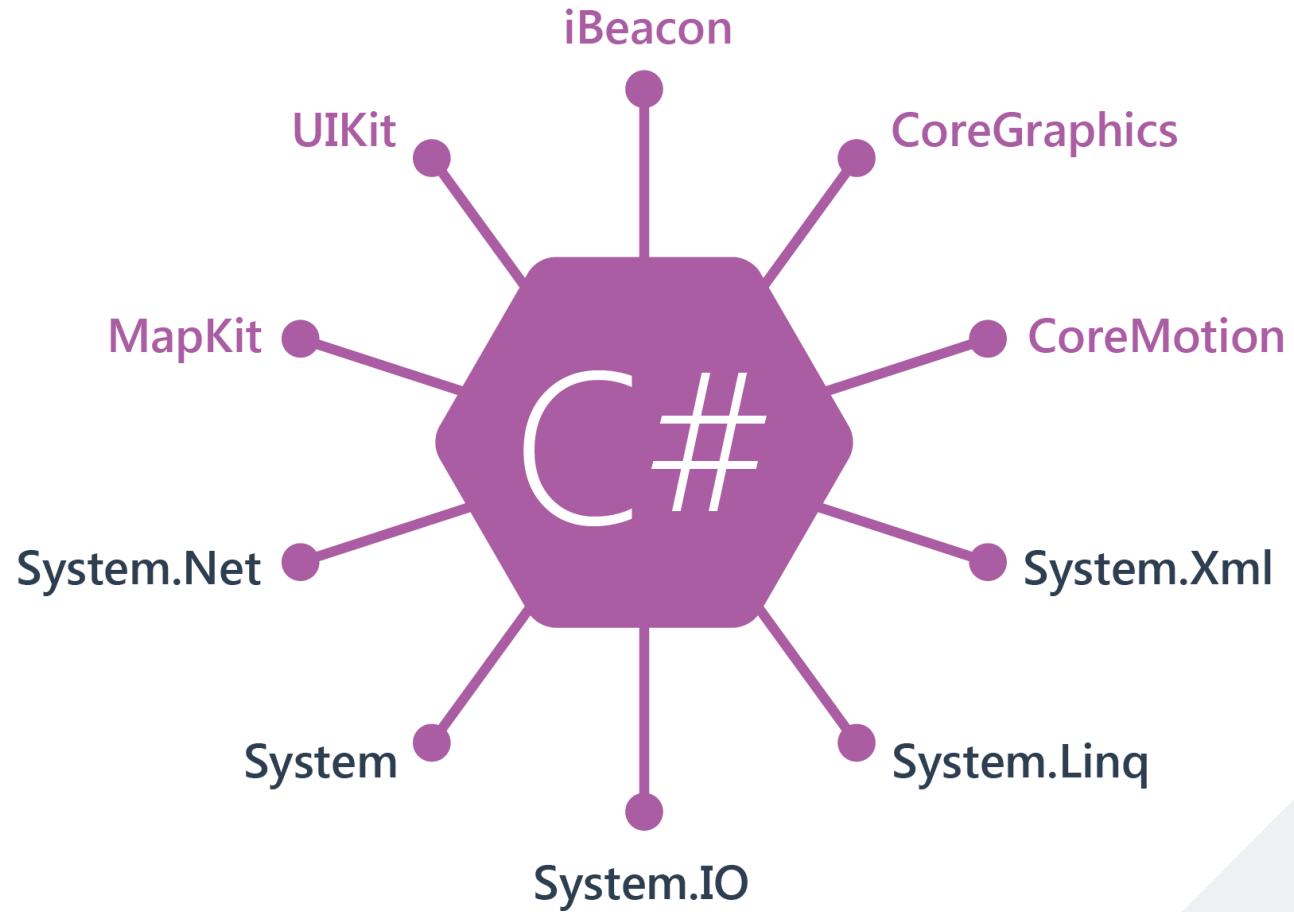 iBeacon
UIKit
CoreGraphics
MapKit
CoreMotion
C#
System.Net
System.Xml
System
System.Linq
System.IO